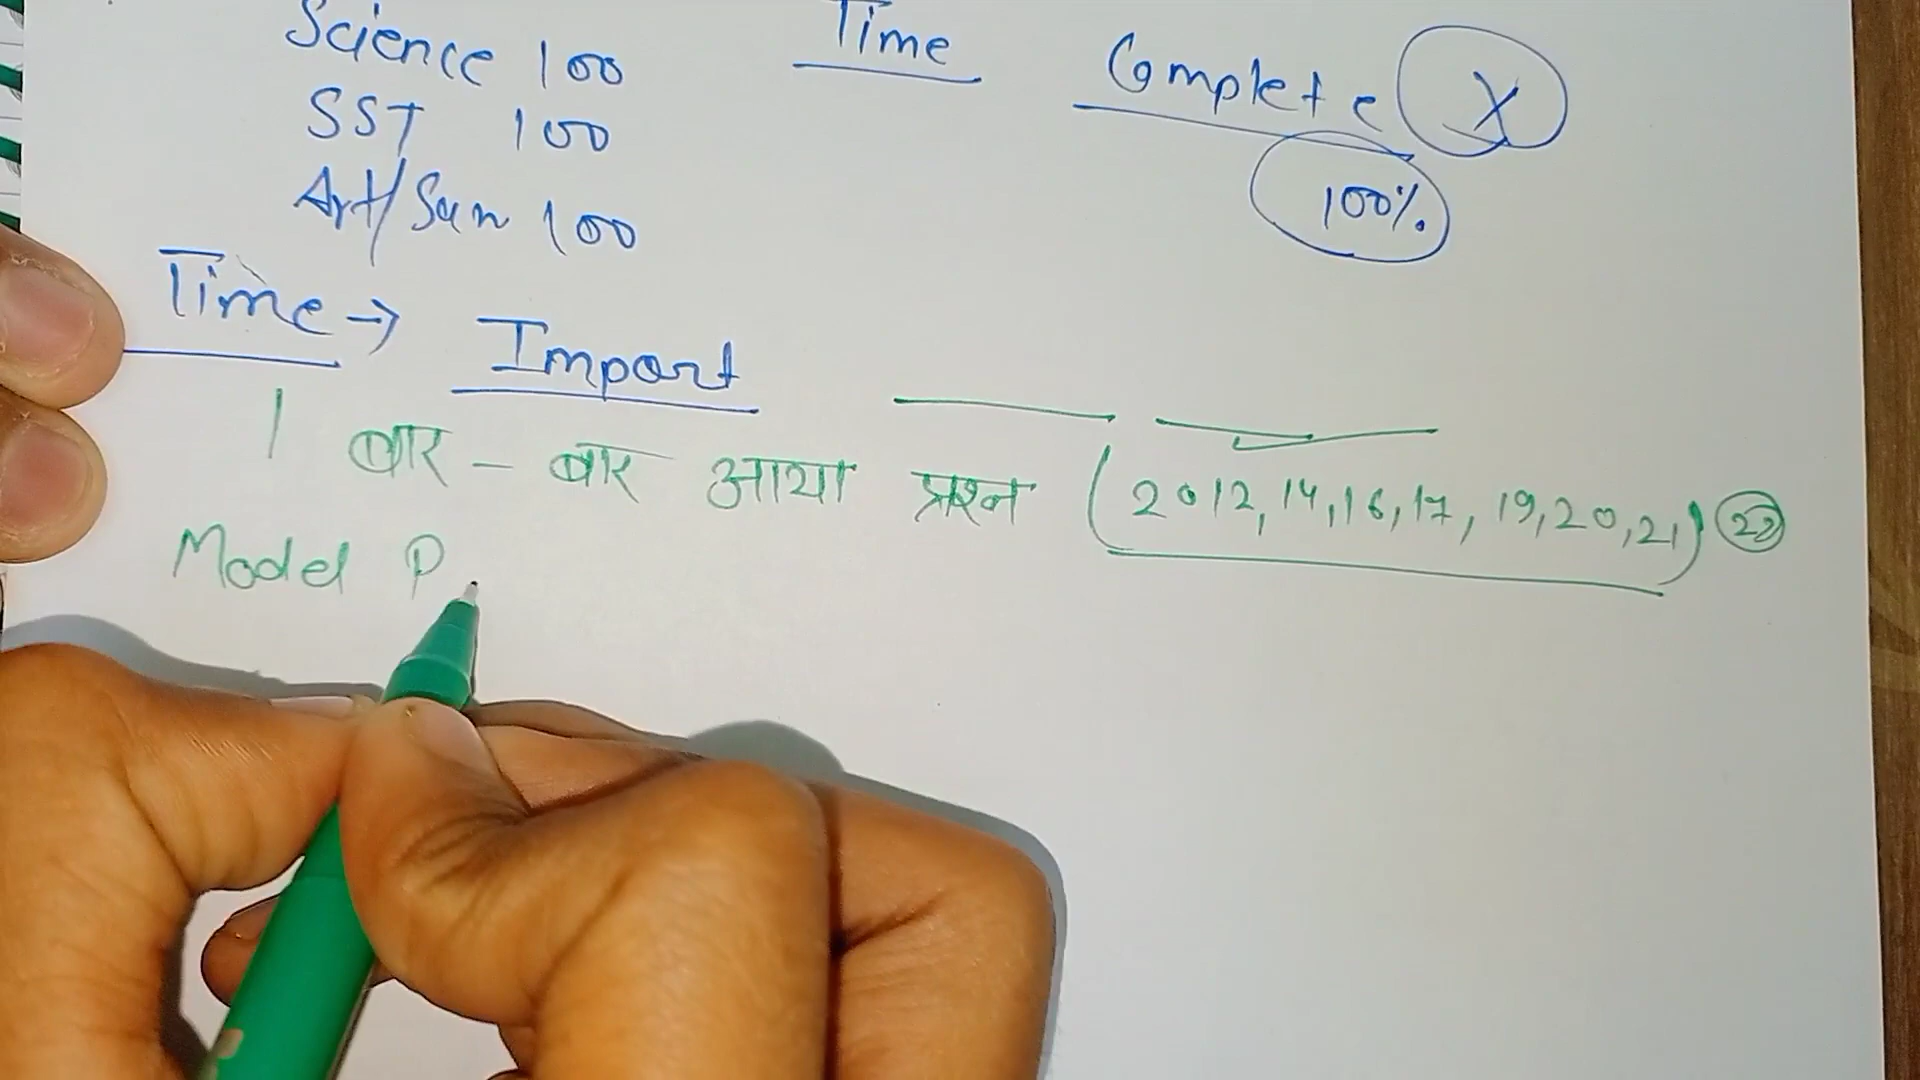 Science 100 Time Complete X
SST 100
100%
Art/San 100
Time → Import
1 बार - बार आया प्रश्न (2012, 14, 16, 17, 19, 20, 21) 22
Model P